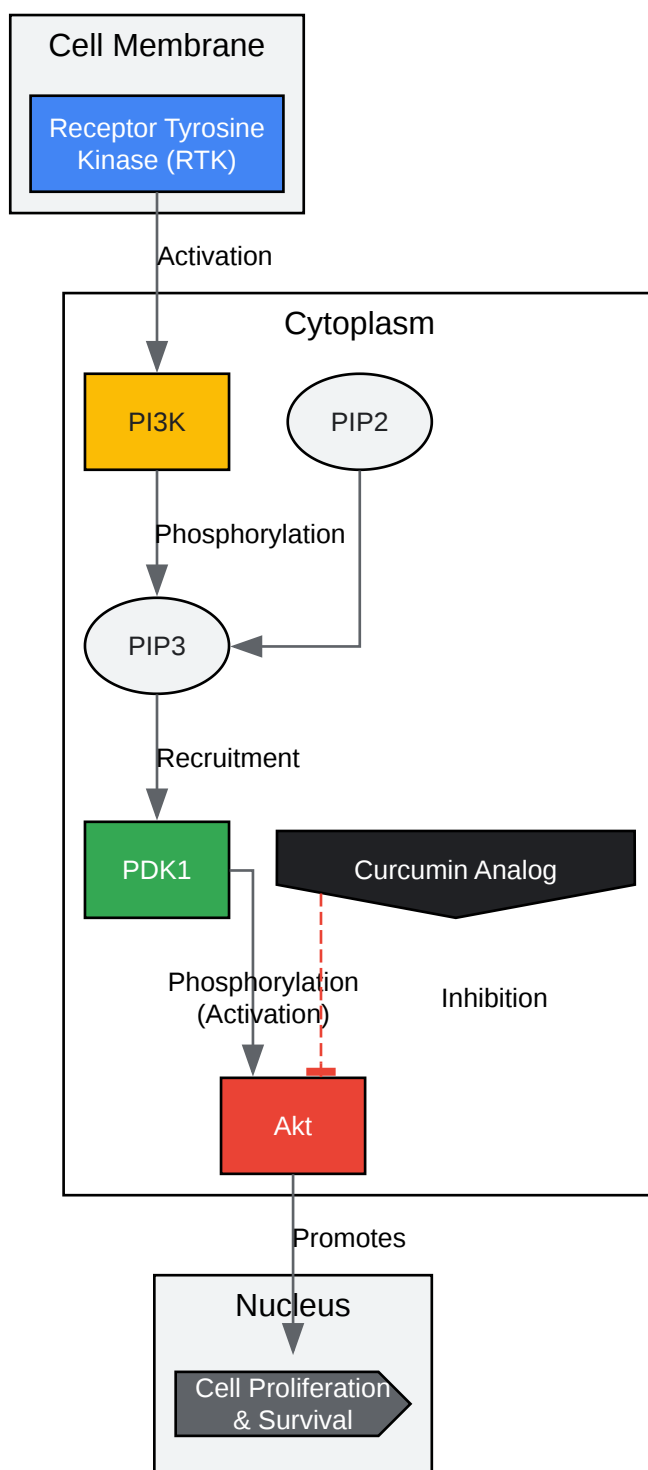 Cell Membrane
Receptor Tyrosine
Kinase (RTK)
Activation
Cytoplasm
PI3K
PIP2
Phosphorylation
PIP3
Recruitment
PDK1
Curcumin Analog
Phosphorylation
(Activation)
Inhibition
Akt
Promotes
Nucleus
Cell Proliferation
& Survival